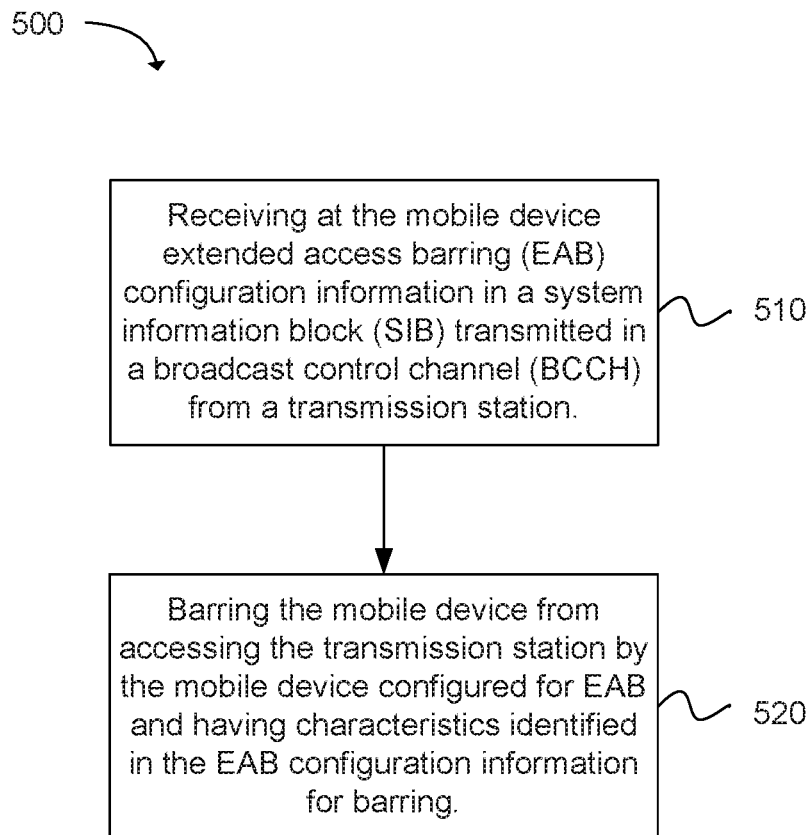 500
Receiving at the mobile device
extended access barring (EAB)
configuration information in a system
information block (SIB) transmitted in
a broadcast control channel (BCCH)
from a transmission station.
510
Barring the mobile device from
accessing the transmission station by
the mobile device configured for EAB
and having characteristics identified
in the EAB configuration information
for barring.
520